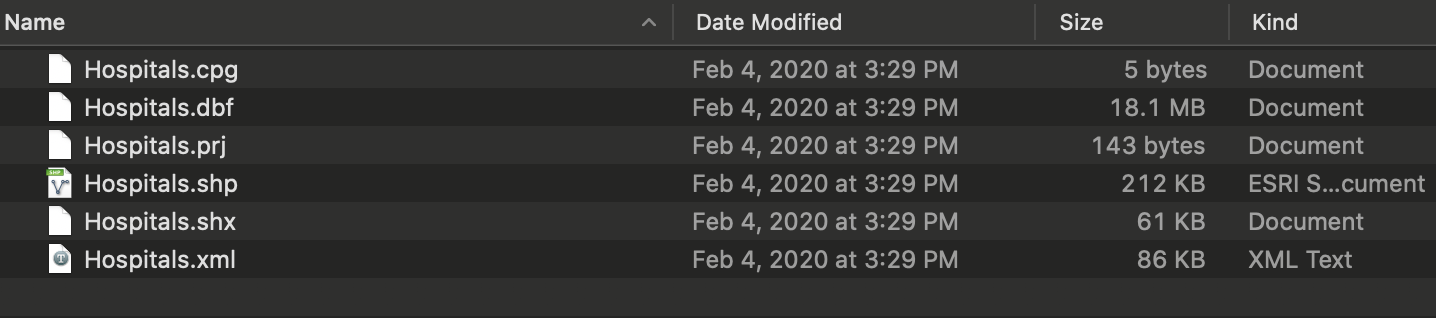 Name Date Modified Size Kind
Hospitals.cpg Feb 4, 2020 at 3:29 PM 5 bytes Document
Hospitals.dbf Feb 4, 2020 at 3:29 PM 18.1 MB Document
Hospitals.prj Feb 4, 2020 at 3:29 PM 143 bytes Document
SHP Hospitals.shp Feb 4, 2020 at 3:29 PM 212 KB ESRI S...cument
Hospitals.shx Feb 4, 2020 at 3:29 PM 61 KB Document
T Hospitals.xml Feb 4, 2020 at 3:29 PM 86 KB XML Text